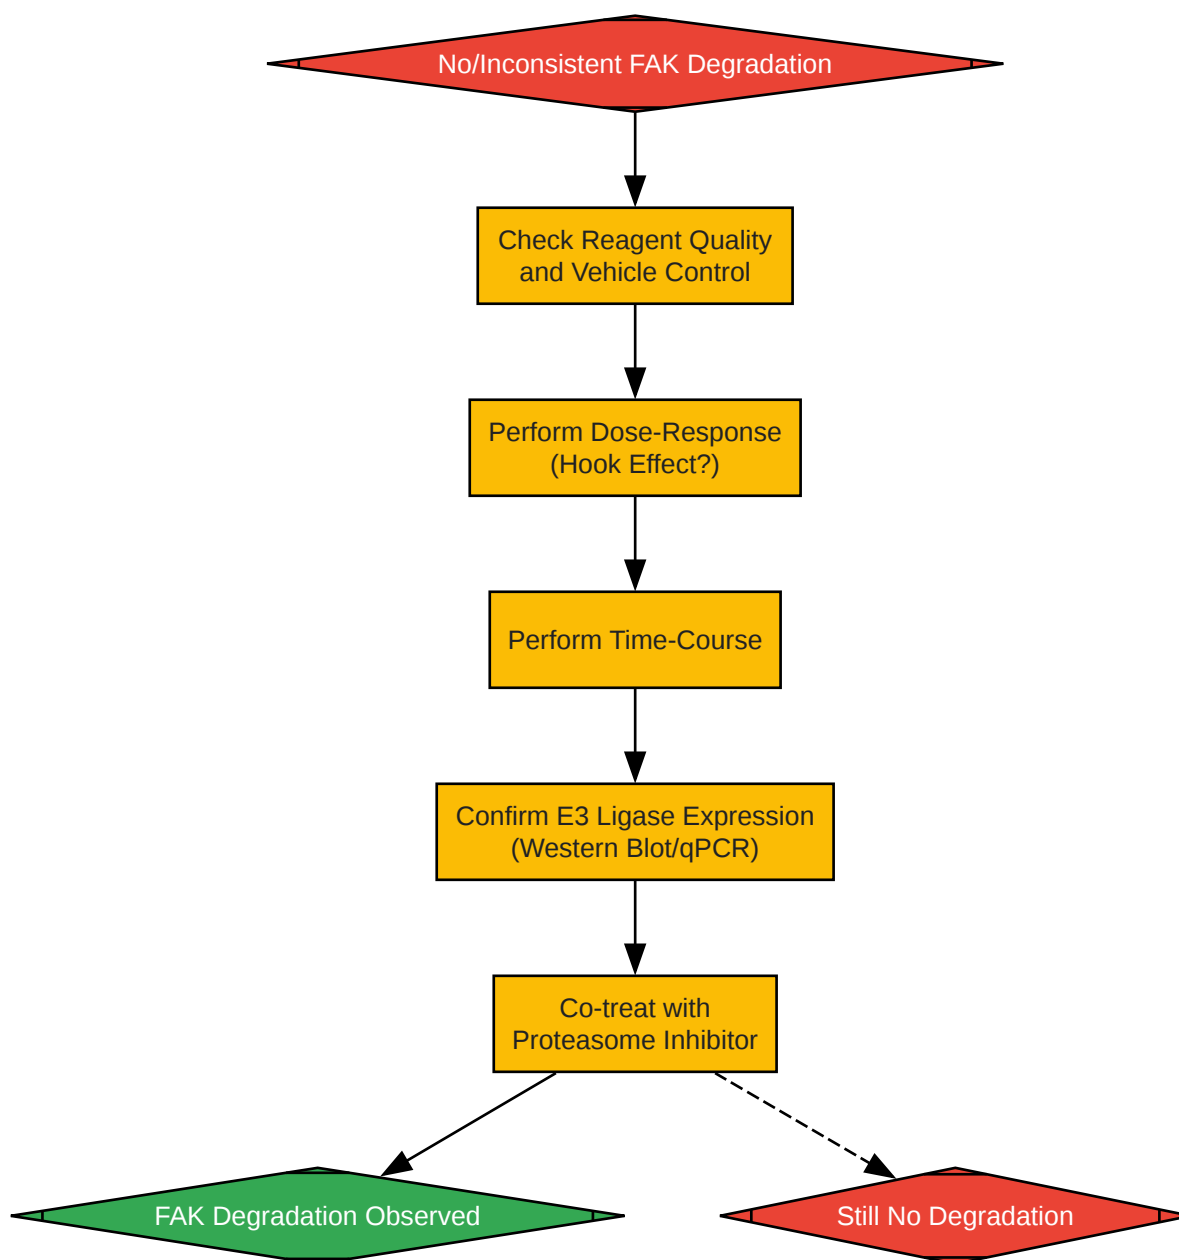 No/Inconsistent FAK Degradation
Check Reagent Quality
and Vehicle Control
Perform Dose-Response
(Hook Effect?)
Perform Time-Course
Confirm E3 Ligase Expression
(Western Blot/qPCR)
Co-treat with
Proteasome Inhibitor
FAK Degradation Observed
Still No Degradation